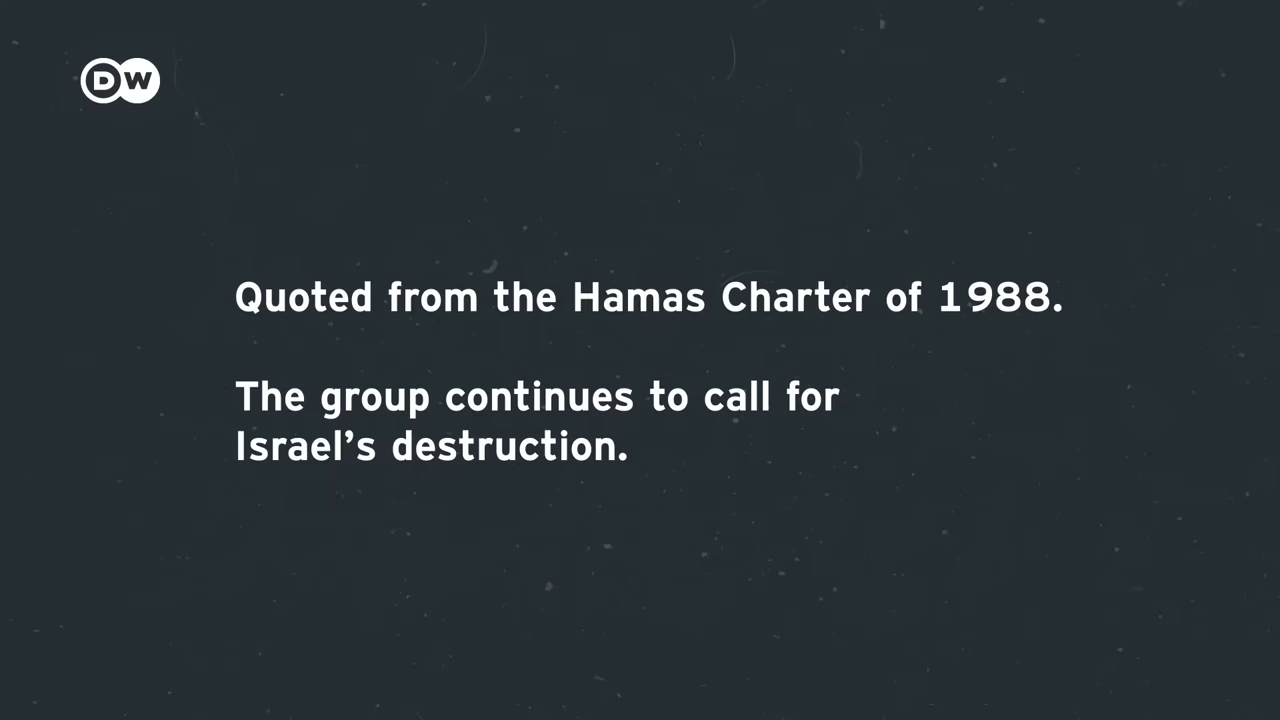 DW
Quoted from the Hamas Charter of 1988.
The group continues to call for
Israel’s destruction.